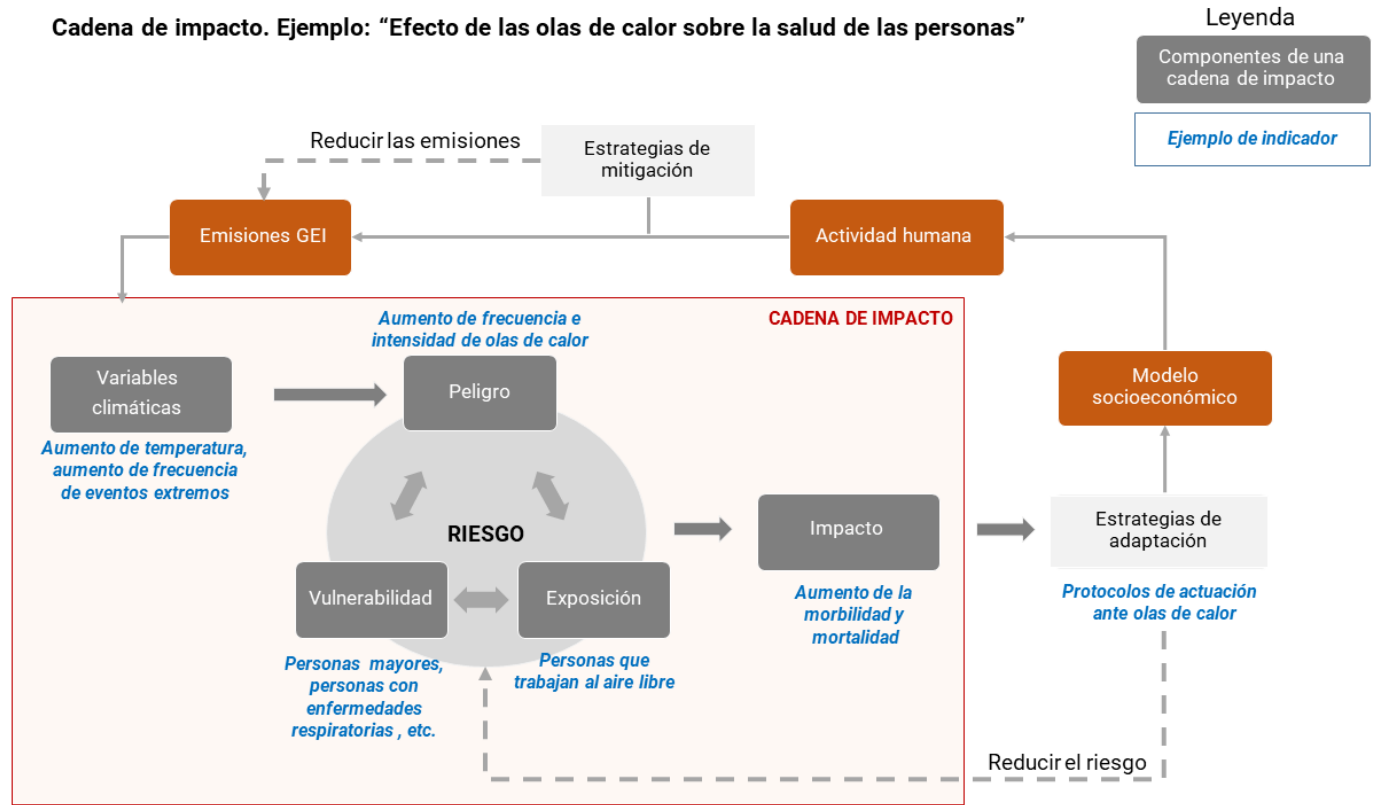 Cadena de impacto. Ejemplo: “Efecto de las olas de calor sobre la salud de las personas”
Leyenda
Componentes de una
cadena de impacto
Ejemplo de indicador
Reducir las emisiones
Estrategias de
mitigación
Emisiones GEI
Actividad humana
CADENA DE IMPACTO
Aumento de frecuencia e
intensidad de olas de calor
Variables
climáticas
Peligro
Modelo
socioeconómico
Aumento de temperatura,
aumento de frecuencia
de eventos extremos
RIESGO
Impacto
Estrategias de
adaptación
Vulnerabilidad
Exposición
Aumento de la
morbilidad y
mortalidad
Protocolos de actuación
ante olas de calor
Personas mayores,
personas con
enfermedades
respiratorias , etc.
Personas que
trabajan al aire libre
Reducir el riesgo